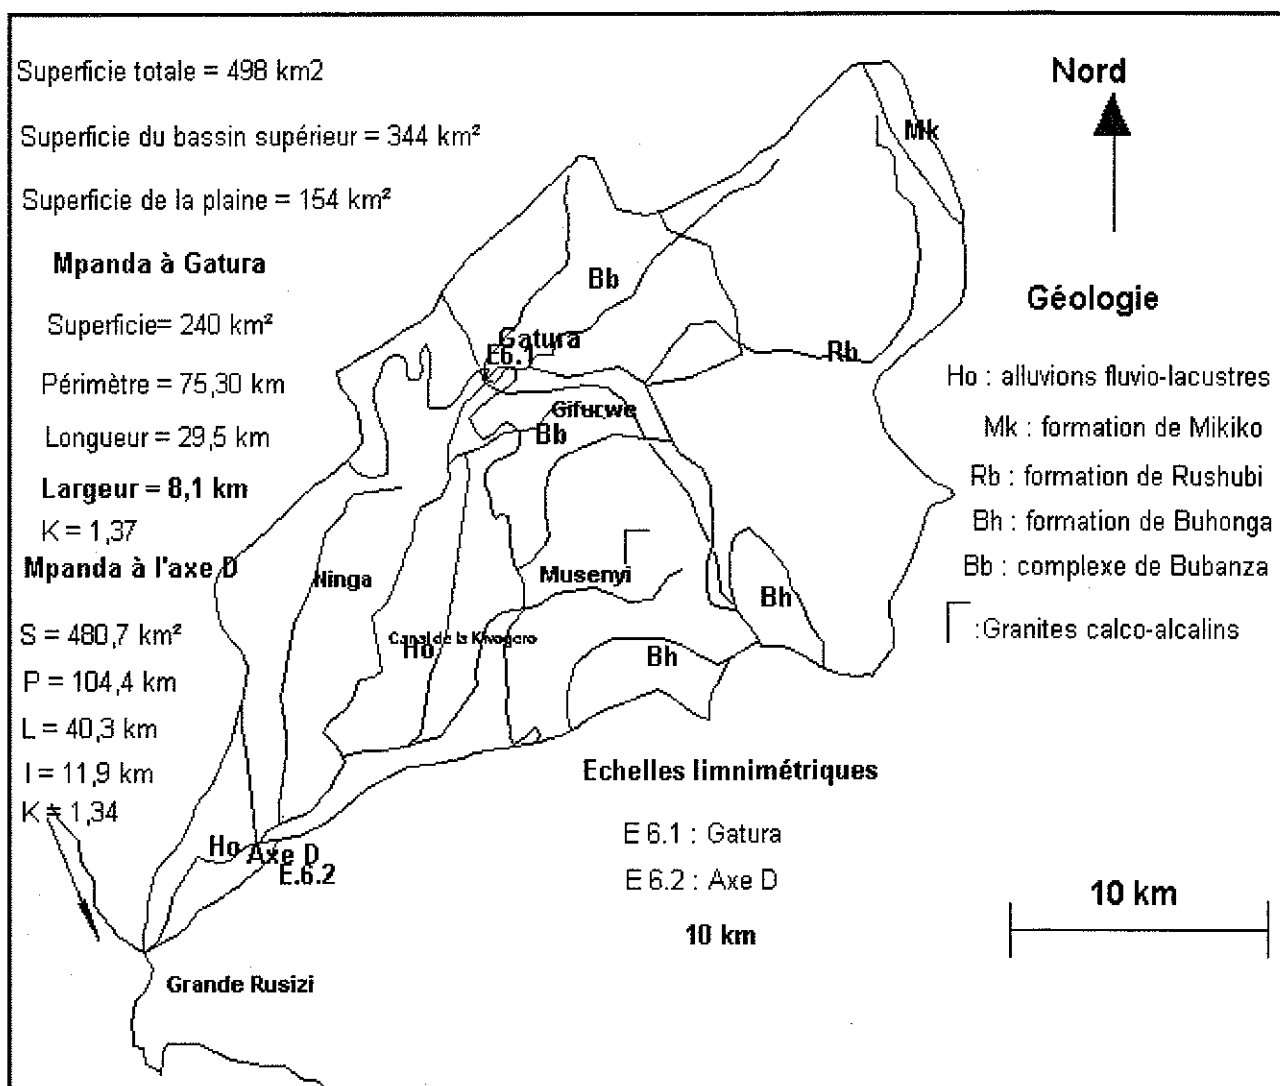 Superficie totale = 498 km2
Superficie du bassin supérieur = 344 km²
Superficie de la plaine = 154 km²
Mpanda à Gatura
Superficie= 240 km²
Périmètre = 75,30 km
Longueur = 29,5 km
Largeur = 8,1 km
K = 1,37
Mpanda à l'axe D
S = 480,7 km²
P = 104,4 km
L = 40,3 km
l = 11,9 km
K = 1,34
Nord
Mk
Bb
Gatura
E6.1
Rb
Gifurwe
Bb
Ninga
Musenyi
Canal de la Kivogero
Ho
Bh
Bh
Ho
Axe D
E.6.2
Grande Rusizi
Géologie
Ho : alluvions fluvio-lacustres
Mk : formation de Mikiko
Rb : formation de Rushubi
Bh : formation de Buhonga
Bb : complexe de Bubanza
:Granites calco-alcalins
Echelles limnimétriques
E 6.1 : Gatura
E 6.2 : Axe D
10 km
10 km